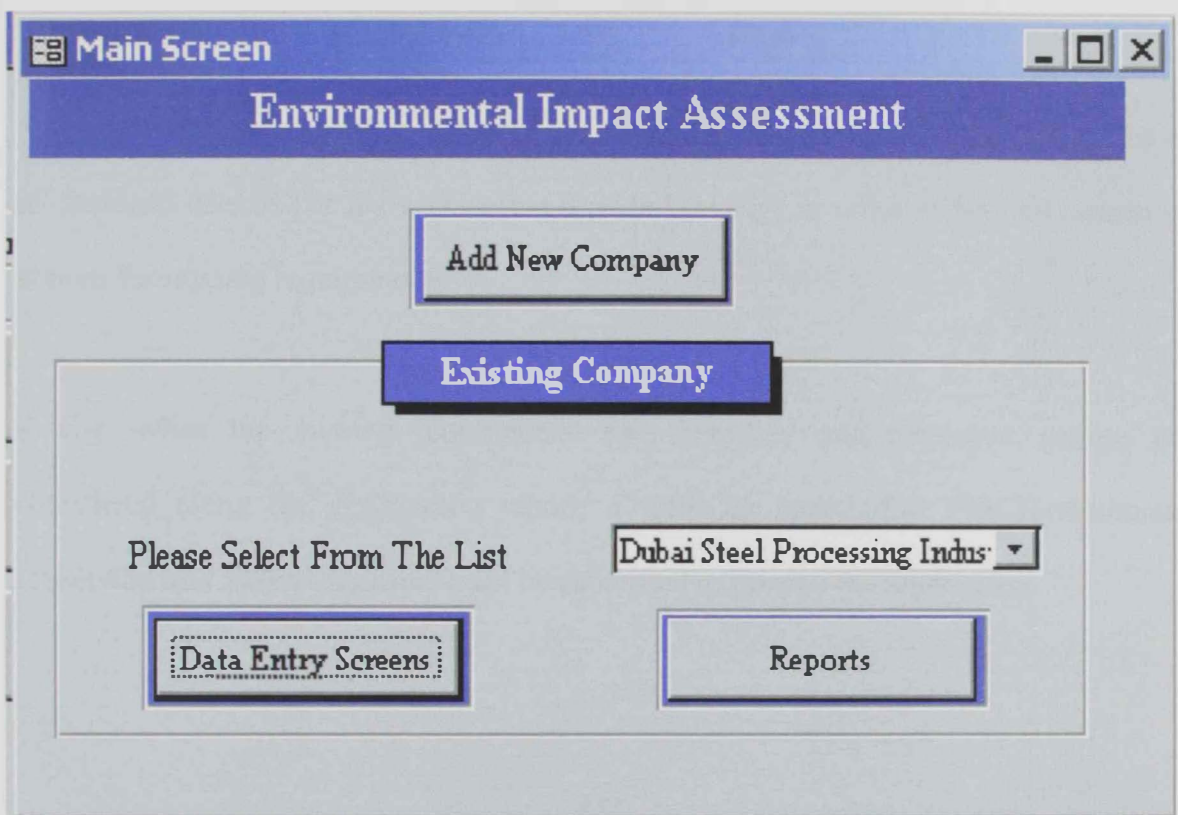 Main Screen
Environmental Impact Assessment
Add New Company
Existing Company
Please Select From The List
Dubai Steel Processing Indus
Data Entry Screens
Reports